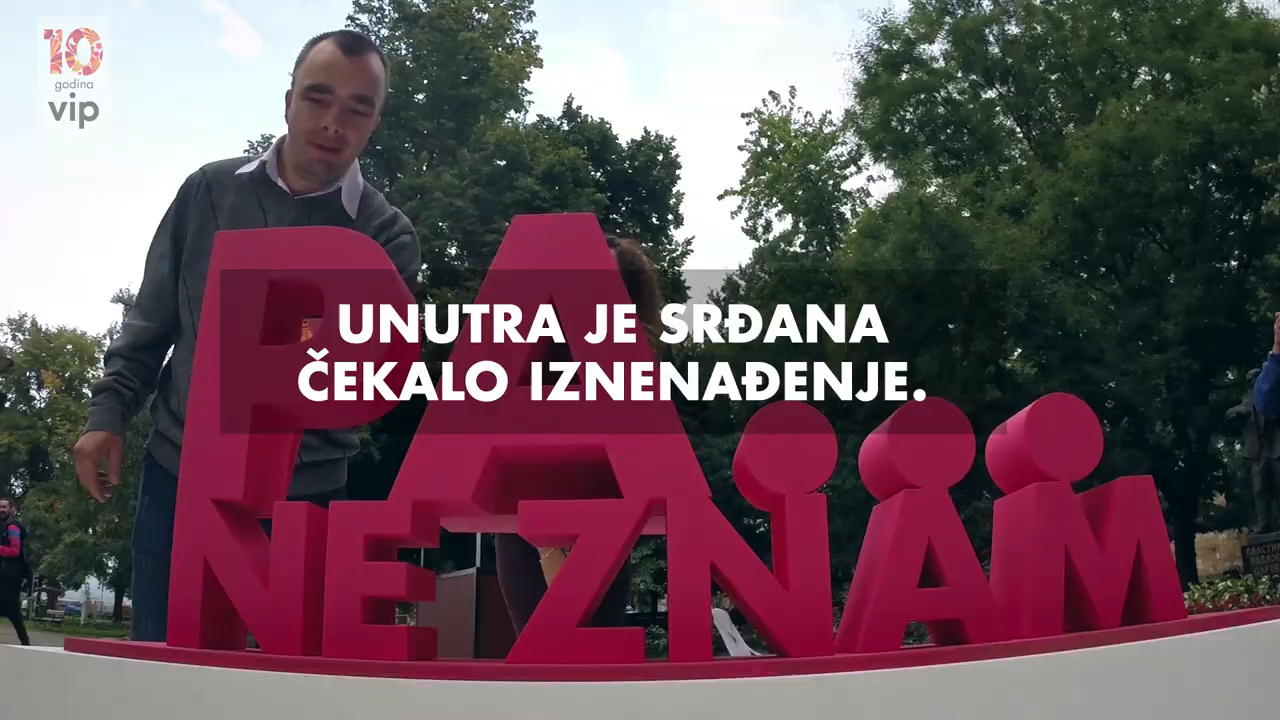 10
godina
vip
UNUTRA JE SRĐANA
ČEKALO IZNENAĐENJE.
PA...
NE ZNAM